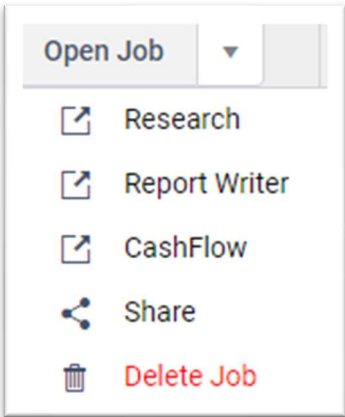 Open Job
Research
Report Writer
CashFlow
Share
Delete Job